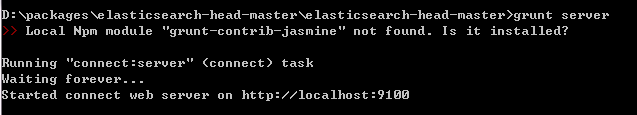 D:\packages\elasticsearch-head-master\elasticsearch-head-master>grunt server
>> Local Npm module "grunt-contrib-jasmine" not found. Is it installed?
Running "connect:server" (connect) task
Waiting forever...
Started connect web server on http://localhost:9100